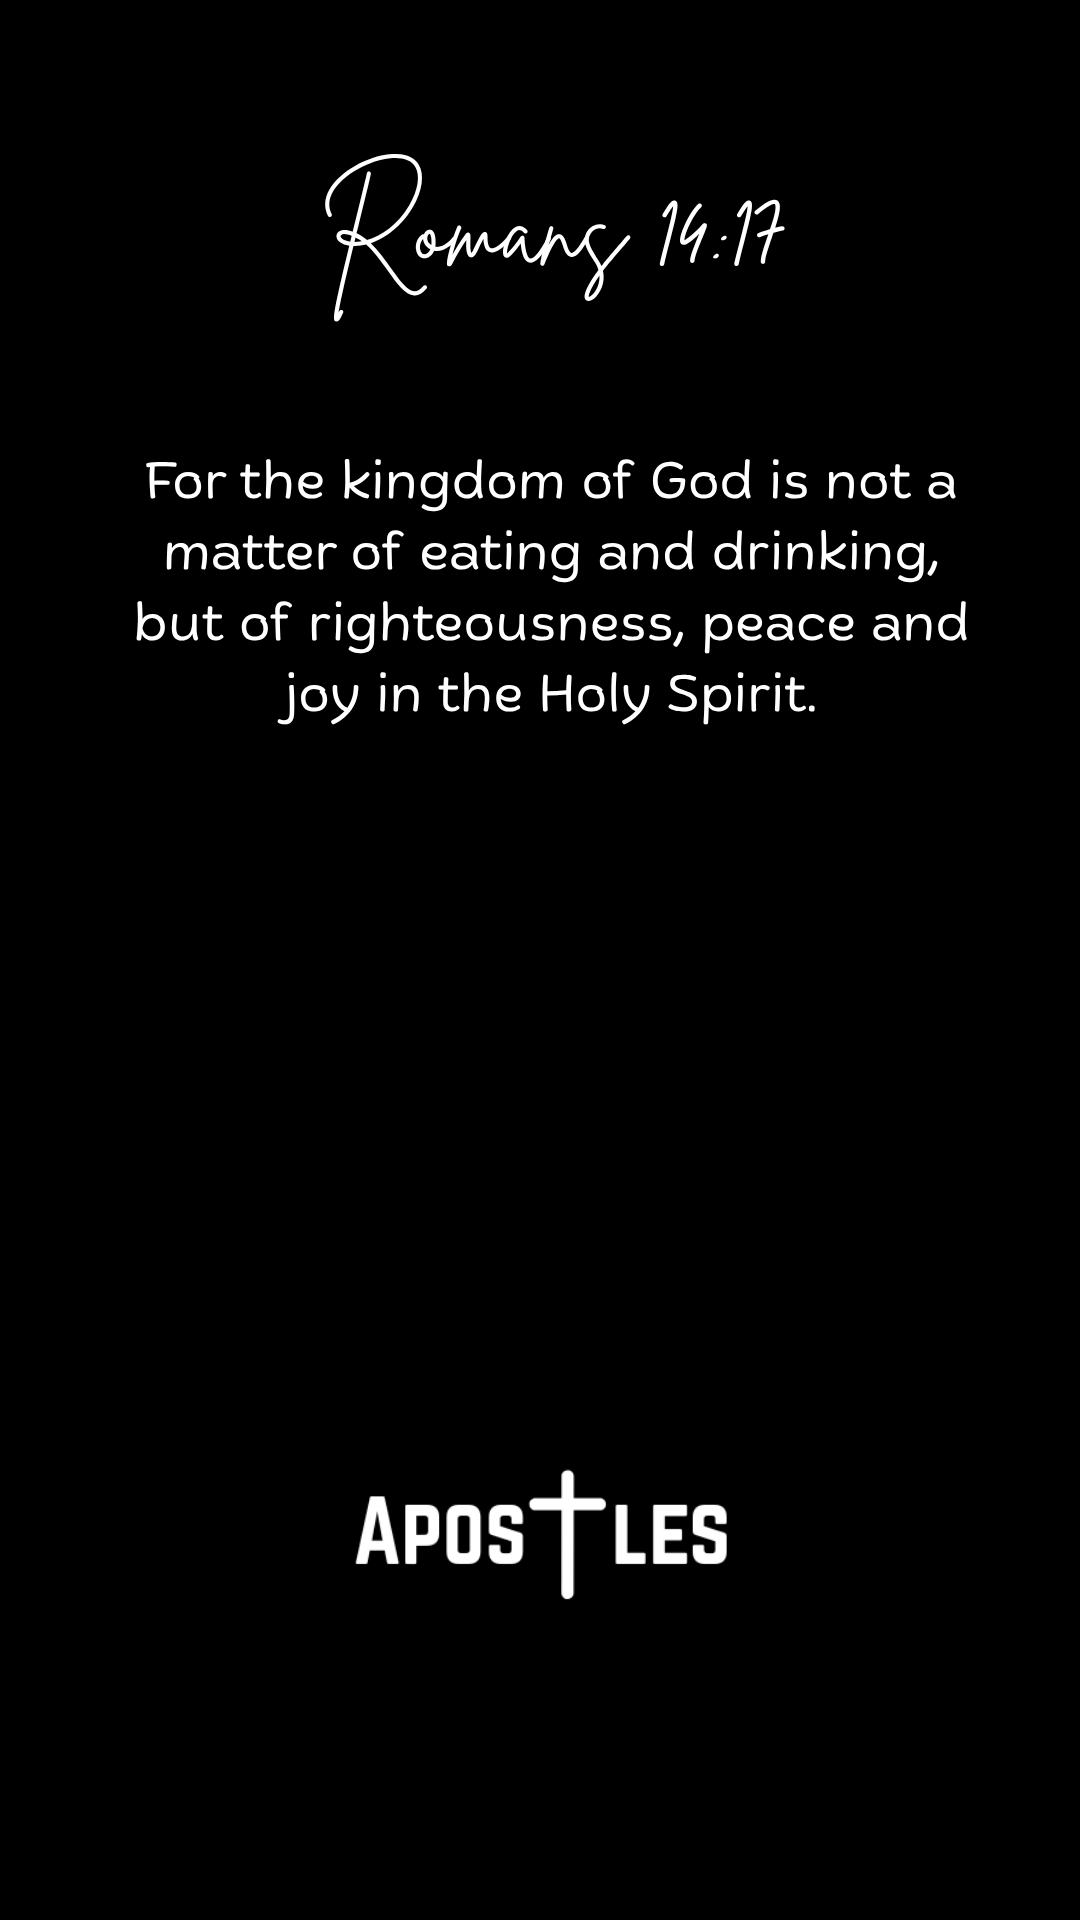 Romans 14:17
For the kingdom of God is not a
matter of eating and drinking,
but of righteousness, peace and
joy in the Holy Spirit.
APOSTLES